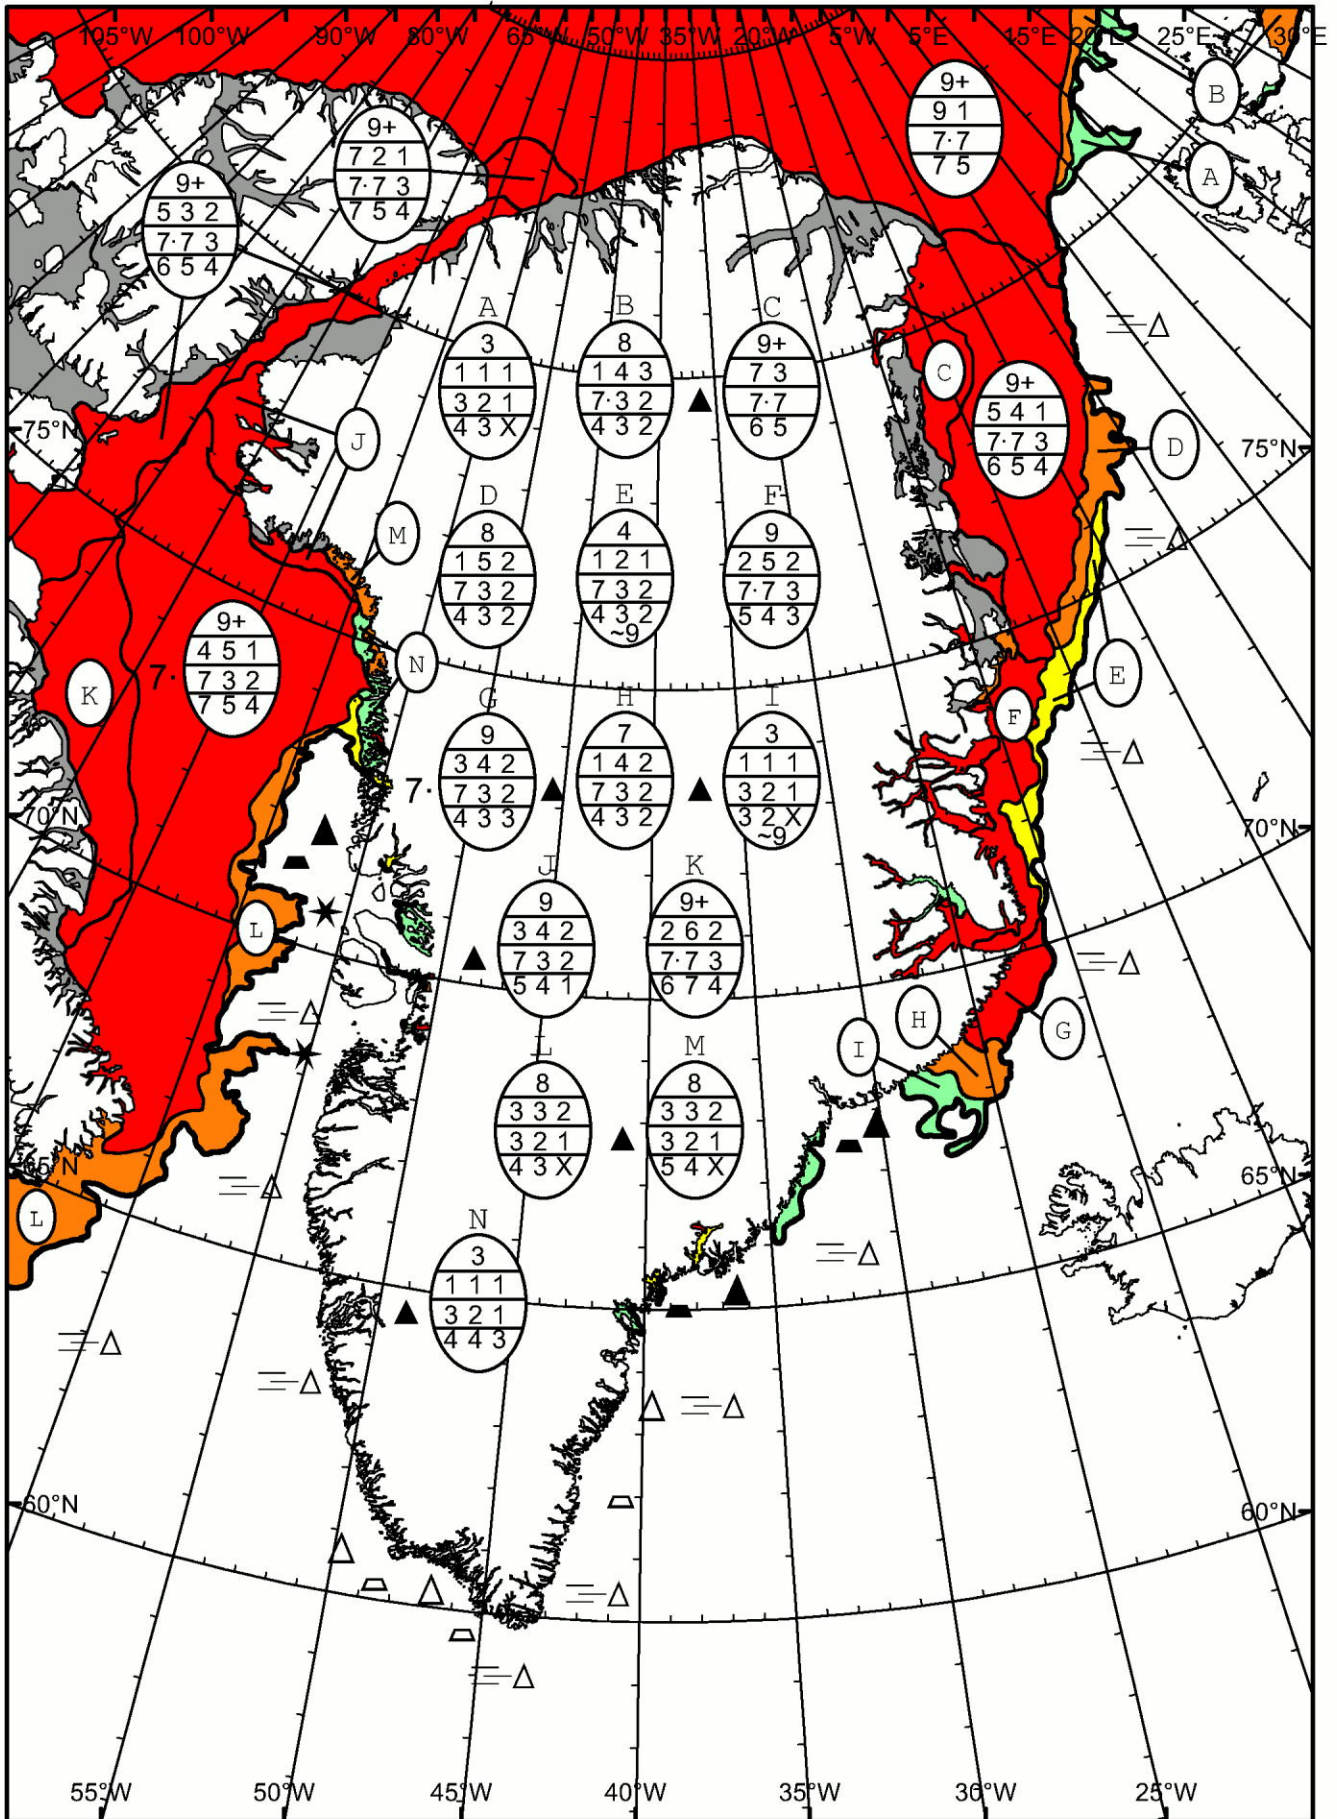 105°W 100°W 90°W 80°W 65°W 50°W 35°W 20°W 5°W 5°E 15°E 20°E 25°E 30°E
9+
9 1
7·7
7 5
B
A
9+
7 2 1
7·7 3
7 5 4
9+
5 3 2
7·7 3
6 5 4
A
3
1 1 1
3 2 1
4 3 X
B
8
1 4 3
7·3 2
4 3 2
C
9+
7 3
7·7
6 5
C
9+
5 4 1
7·7 3
6 5 4
D
75°N
75°N
J
M
D
8
1 5 2
7 3 2
4 3 2
E
4
1 2 1
7 3 2
4 3 2
~9
F
9
2 5 2
7·7 3
5 4 3
9+
4 5 1
7· 7 3 2
7 5 4
K
N
E
F
G
9
3 4 2
7· 7 3 2
4 3 3
H
7
1 4 2
7 3 2
4 3 2
I
3
1 1 1
3 2 1
3 2 X
~9
70°N
70°N
L
J
9
3 4 2
7 3 2
5 4 1
K
9+
2 6 2
7·7 3
6 7 4
I
H
G
L
8
3 3 2
3 2 1
4 3 X
M
8
3 3 2
3 2 1
5 4 X
65°N
65°N
L
N
3
1 1 1
3 2 1
4 4 3
60°N
60°N
55°W 50°W 45°W 40°W 35°W 30°W 25°W